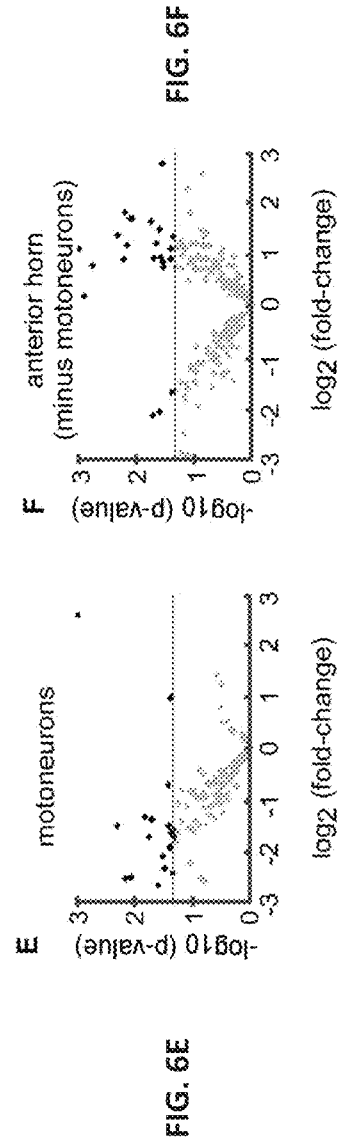 FIG. 6E
E
motoneurons
-log10 (p-value)
3
2
1
0
-3
-2
-1
0
1
2
3
log2 (fold-change)
F
anterior horn
(minus motoneurons)
-log10 (p-value)
3
2
1
0
-3
-2
-1
0
1
2
3
log2 (fold-change)
FIG. 6F